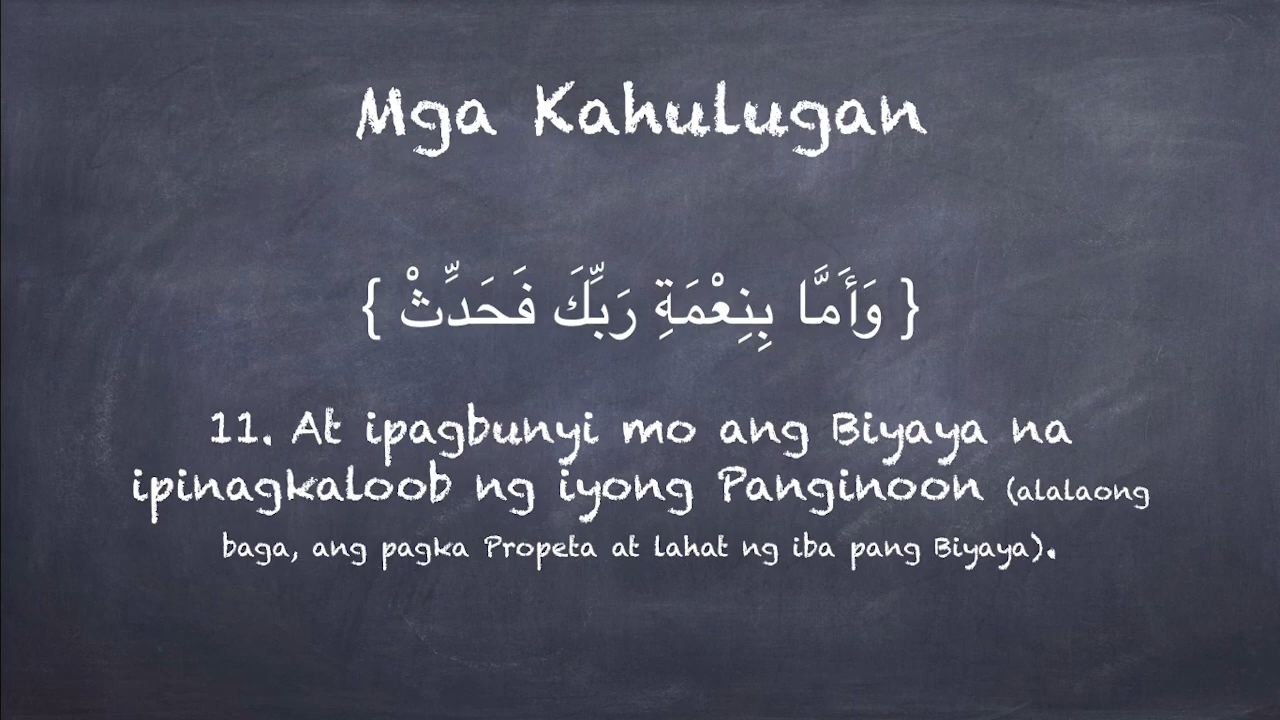 Mga Kahulugan
{ وَأَمَّا بِنِعْمَةِ رَبِّكَ فَحَدِّثْ }
11. At ipagbunyi mo ang Biyaya na
ipinagkaloob ng iyong Panginoon (alalaong
baga, ang pagka Propeta at lahat ng iba pang Biyaya).